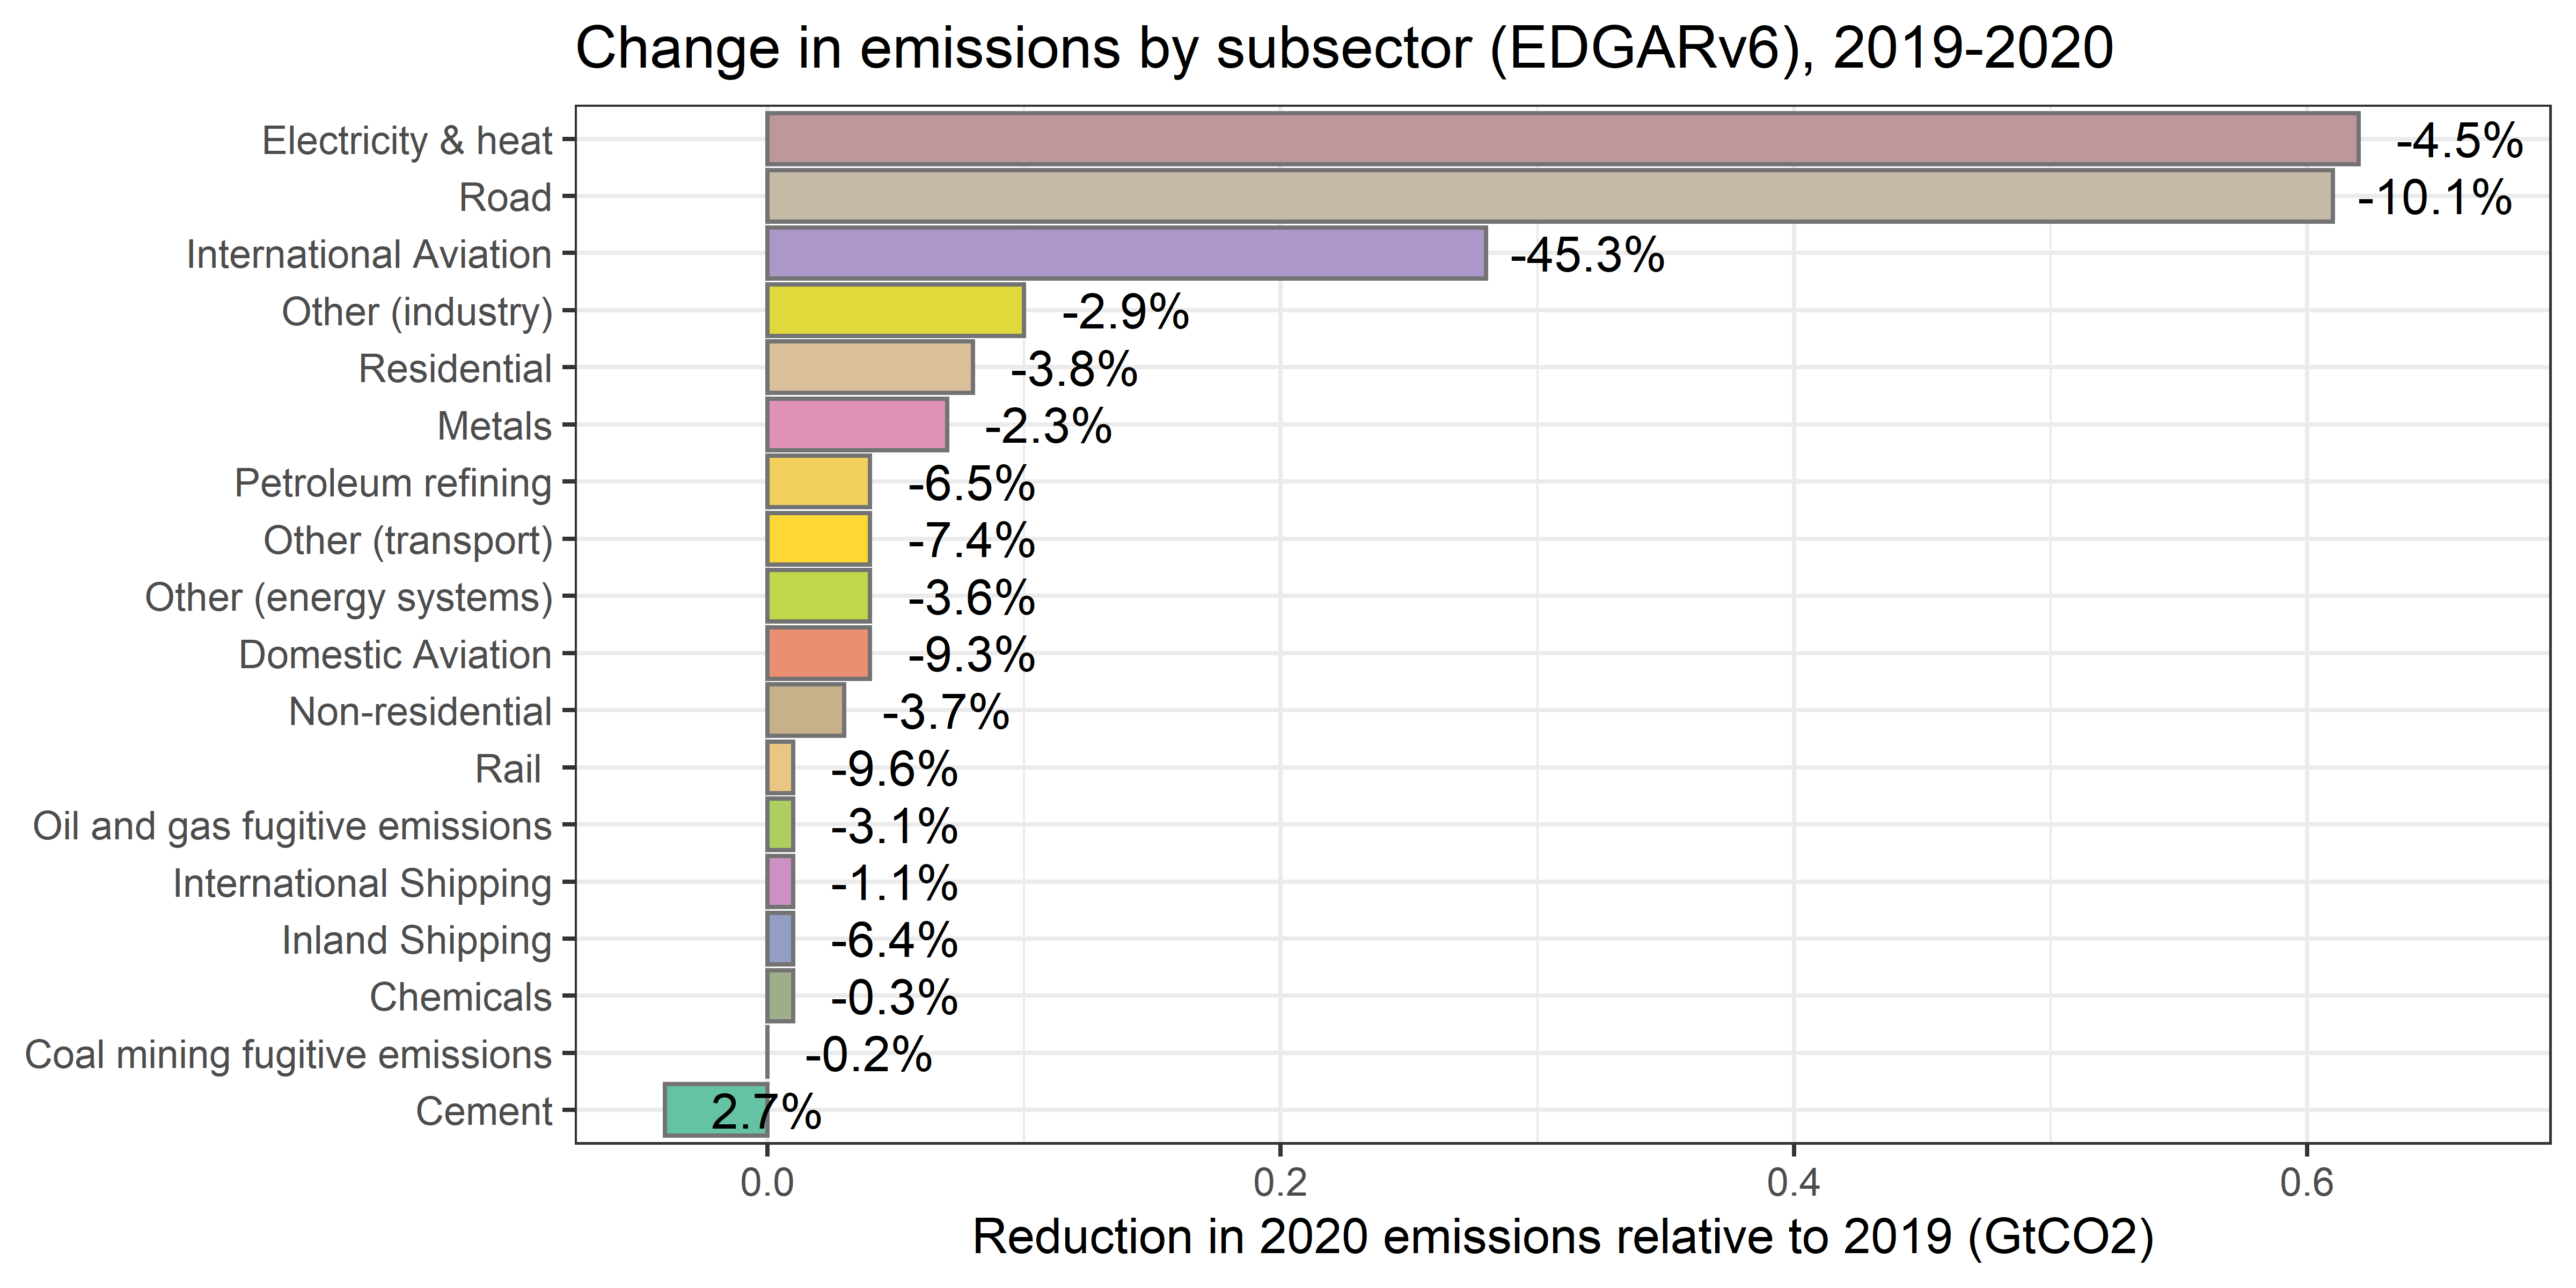 Change in emissions by subsector (EDGARv6), 2019-2020
Electricity & heat -4.5%
Road -10.1%
International Aviation -45.3%
Other (industry) -2.9%
Residential -3.8%
Metals -2.3%
Petroleum refining -6.5%
Other (transport) -7.4%
Other (energy systems) -3.6%
Domestic Aviation -9.3%
Non-residential -3.7%
Rail -9.6%
Oil and gas fugitive emissions -3.1%
International Shipping -1.1%
Inland Shipping -6.4%
Chemicals -0.3%
Coal mining fugitive emissions -0.2%
Cement 2.7%
0.0 0.2 0.4 0.6
Reduction in 2020 emissions relative to 2019 (GtCO2)